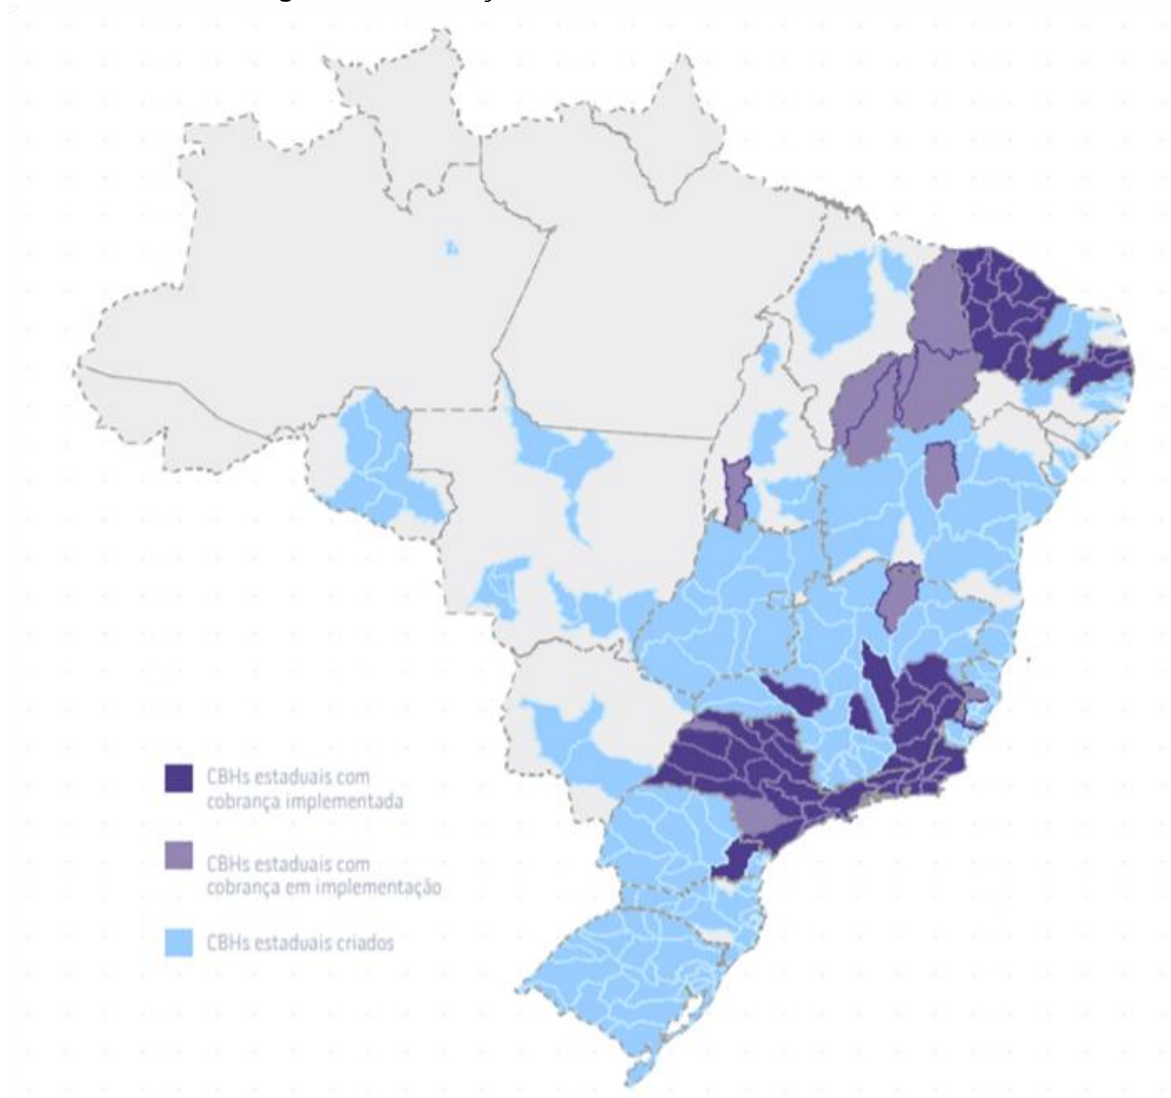 CBHs estaduais com
cobrança implementada
CBHs estaduais com
cobrança em implementação
CBHs estaduais criados